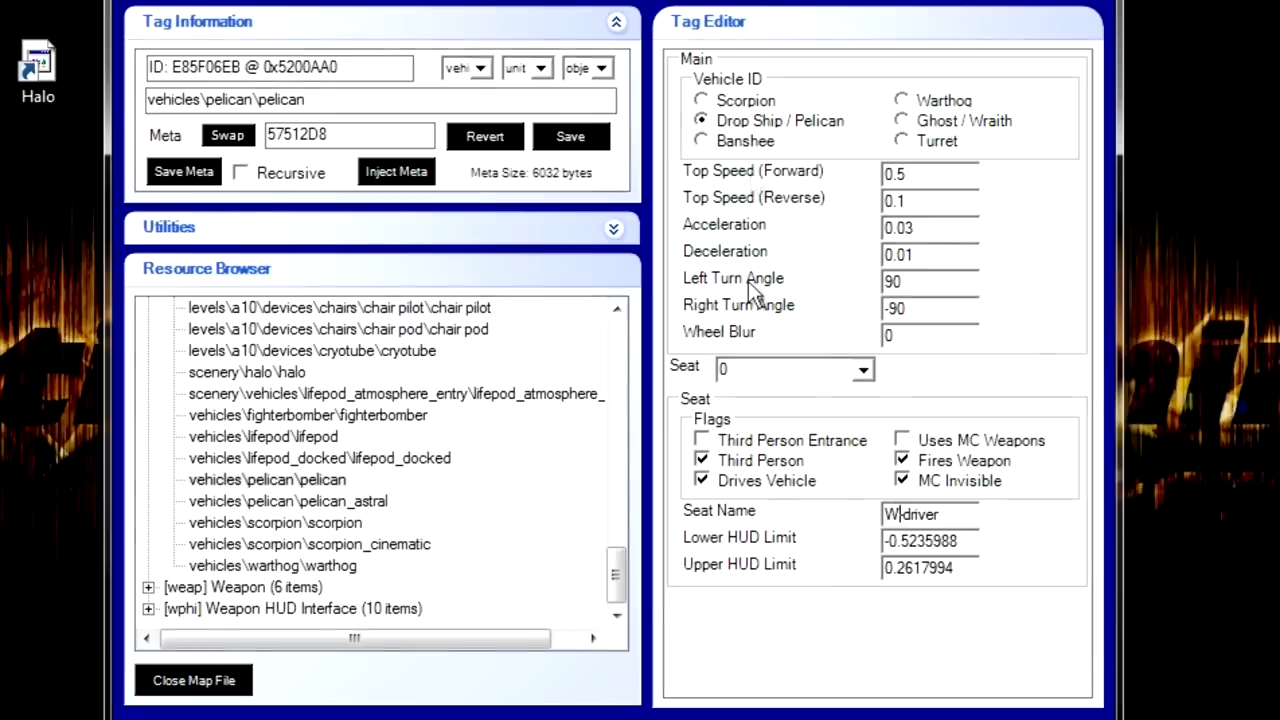 Halo
Tag Information
ID: E85F06EB @ 0x5200AA0
vehi
unit
obje
vehicles\pelican\pelican
Meta
Swap
57512D8
Revert
Save
Save Meta
Recursive
Inject Meta
Meta Size: 6032 bytes
Utilities
Resource Browser
levels\a10\devices\chairs\chair pilot\chair pilot
levels\a10\devices\chairs\chair pod\chair pod
levels\a10\devices\cryotube\cryotube
scenery\halo\halo
scenery\vehicles\lifepod_atmosphere_entry\lifepod_atmosphere_
vehicles\fighterbomber\fighterbomber
vehicles\lifepod\lifepod
vehicles\lifepod_docked\lifepod_docked
vehicles\pelican\pelican
vehicles\pelican\pelican_astral
vehicles\scorpion\scorpion
vehicles\scorpion\scorpion_cinematic
vehicles\warthog\warthog
[weap] Weapon (6 items)
[wphi] Weapon HUD Interface (10 items)
Close Map File
Tag Editor
Main
Vehicle ID
Scorpion
Warthog
Drop Ship / Pelican
Ghost / Wraith
Banshee
Turret
Top Speed (Forward)
0.5
Top Speed (Reverse)
0.1
Acceleration
0.03
Deceleration
0.01
Left Turn Angle
90
Right Turn Angle
-90
Wheel Blur
0
Seat
0
Seat
Flags
Third Person Entrance
Uses MC Weapons
Third Person
Fires Weapon
Drives Vehicle
MC Invisible
Seat Name
W-driver
Lower HUD Limit
-0.5235988
Upper HUD Limit
0.2617994